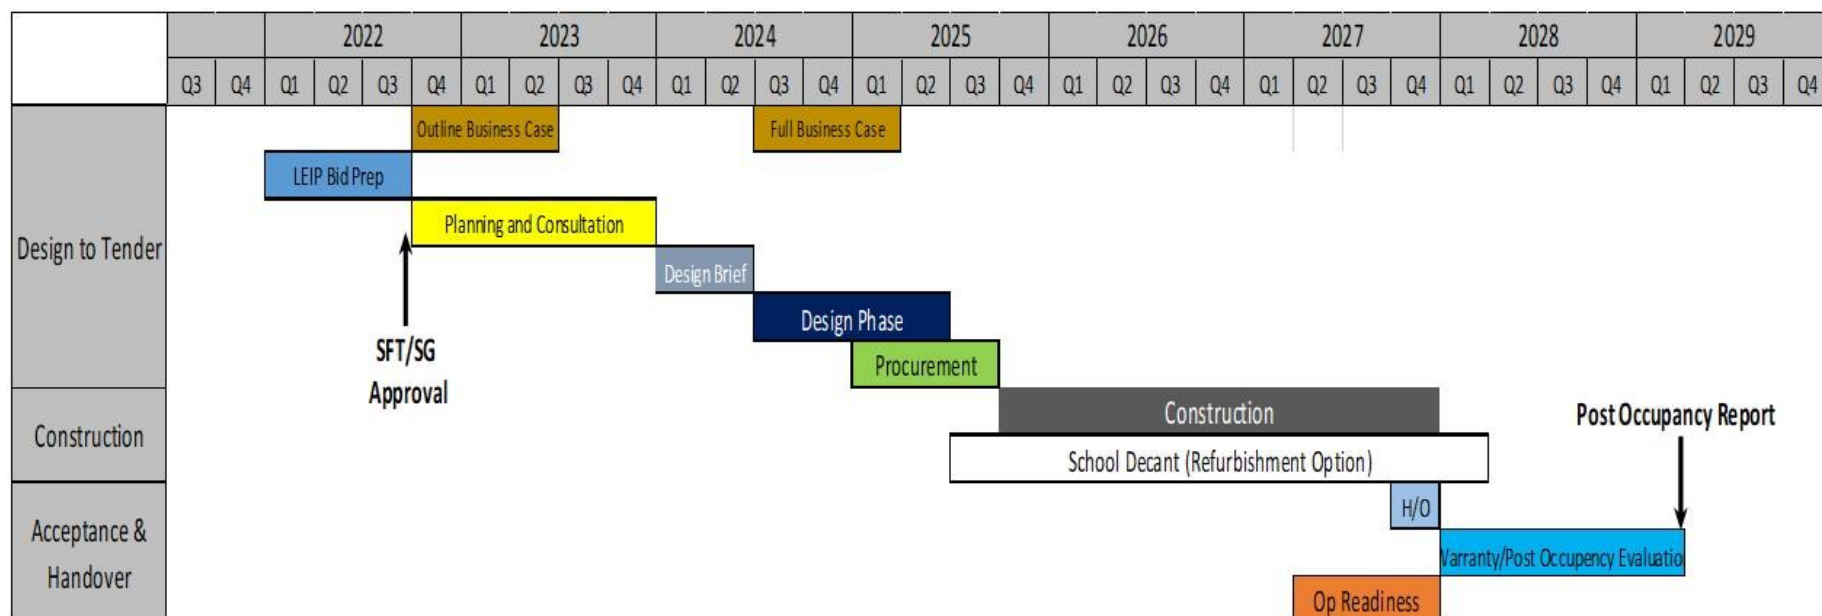 2022 2023 2024 2025 2026 2027 2028 2029
Q3 Q4 Q1 Q2 Q3 Q4 Q1 Q2 Q3 Q4 Q1 Q2 Q3 Q4 Q1 Q2 Q3 Q4 Q1 Q2 Q3 Q4 Q1 Q2 Q3 Q4 Q1 Q2 Q3 Q4 Q1 Q2 Q3 Q4
Outline Business Case Full Business Case
LEIP Bid Prep
Planning and Consultation
Design to Tender
Design Brief
Design Phase
SFT/SG
Approval
Procurement
Construction
Construction
Post Occupancy Report
School Decant (Refurbishment Option)
H/O
Acceptance &
Handover
Warranty/Post Occupency Evaluatio
Op Readiness